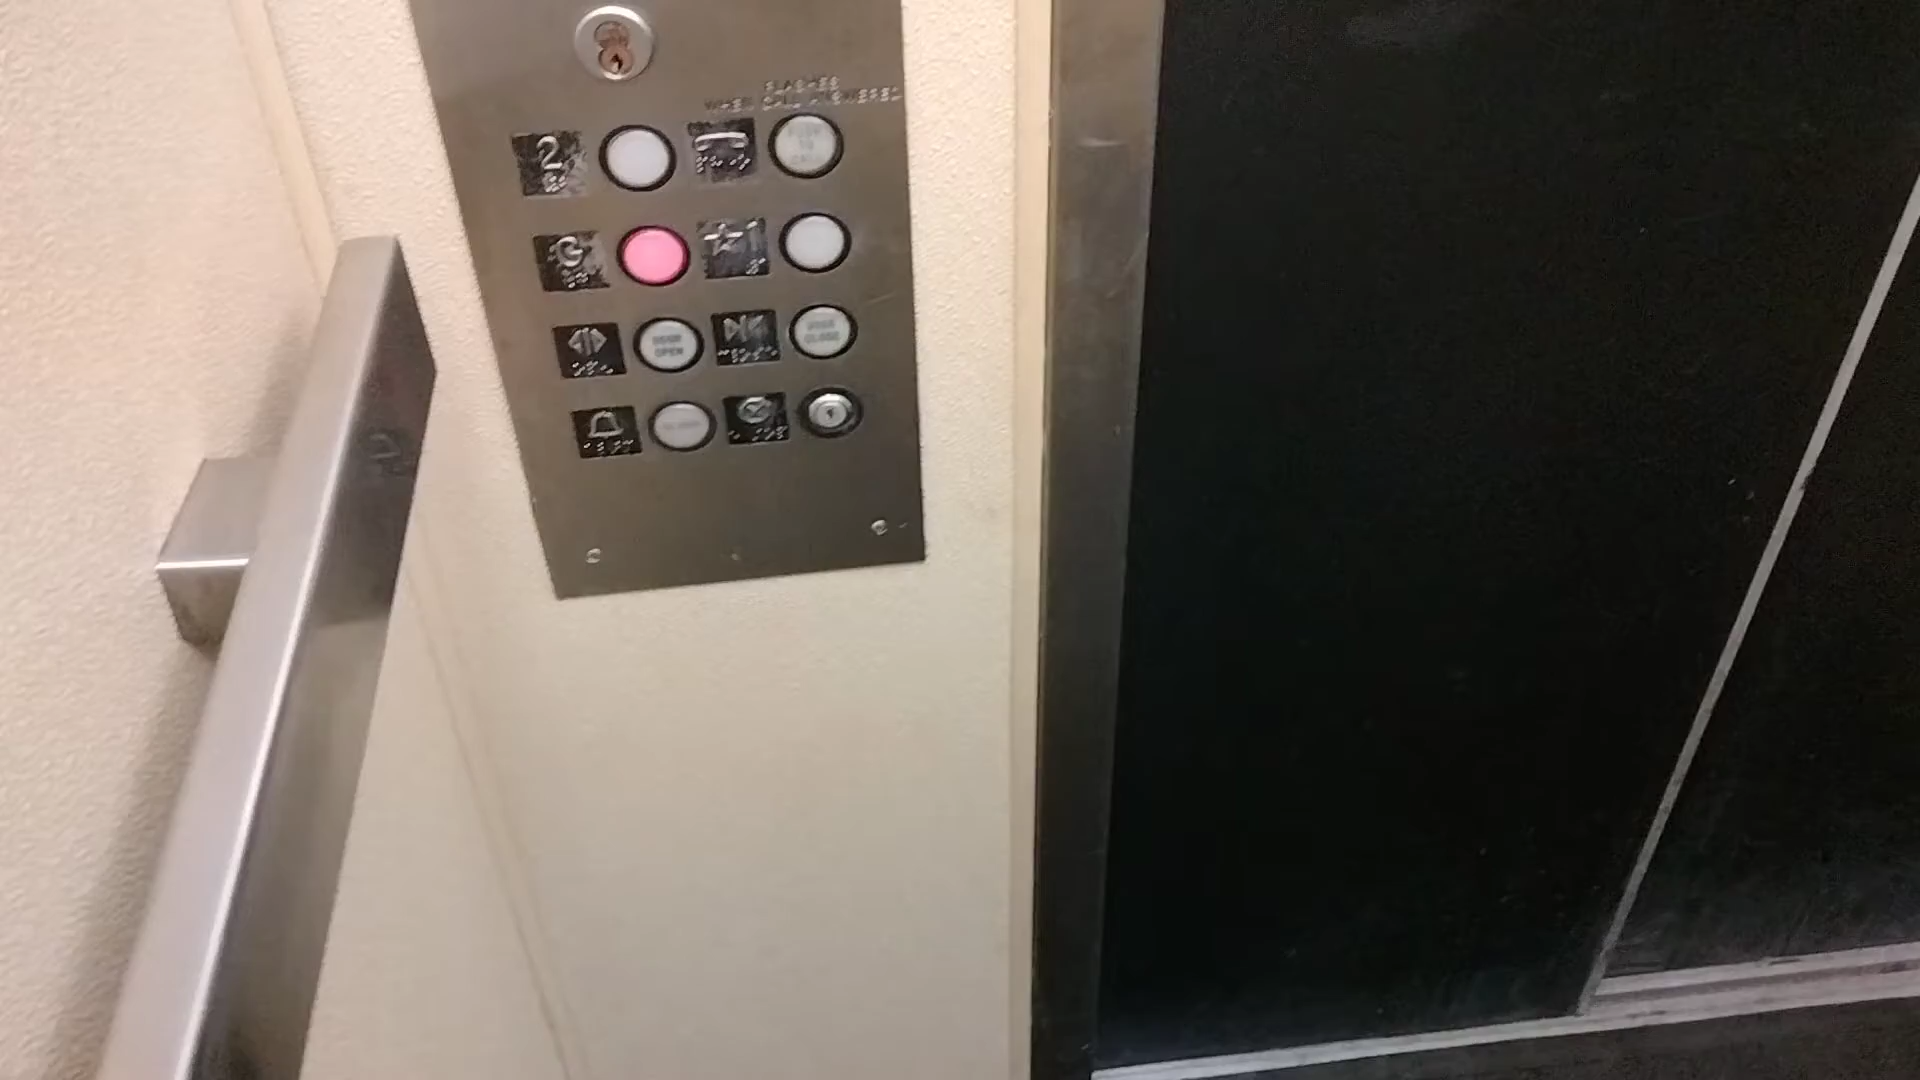 FLASHES
WHEN CALL ANSWERED
2
PUSH
TO
CALL
G
★1
DOOR
OPEN
DOOR
CLOSE